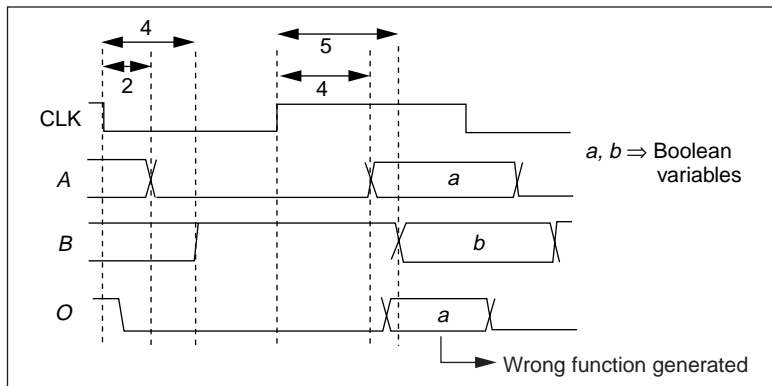 4
5
2
4
CLK
a, b ⇒ Boolean
variables
A
a
B
b
O
a
Wrong function generated